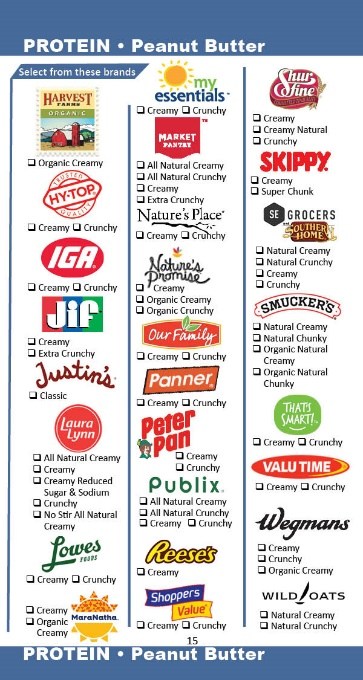 PROTEIN • Peanut Butter
Select from these brands
HARVEST
FARMS
ORGANIC
❑ Organic Creamy
TRUSTED
HY•TOP
QUALITY
❑ Creamy ❑ Crunchy
IGA
❑ Creamy ❑ Crunchy
Jif
❑ Creamy
❑ Extra Crunchy
Justin's
❑ Classic
Laura
Lynn
❑ All Natural Creamy
❑ Creamy
❑ Creamy Reduced
Sugar & Sodium
❑ Crunchy
❑ No Stir All Natural
Creamy
Lowes
FOODS
❑ Creamy ❑ Crunchy
❑ Creamy
❑ Organic
Creamy
MaraNatha
my
essentials
❑ Creamy ❑ Crunchy
MARKET
PANTRY
❑ All Natural Creamy
❑ All Natural Crunchy
❑ Creamy
❑ Extra Crunchy
Nature's Place
❑ Creamy ❑ Crunchy
Nature's
Promise
❑ Creamy
❑ Organic Creamy
❑ Organic Crunchy
Our Family
❑ Creamy ❑ Crunchy
Panner
❑ Creamy ❑ Crunchy
Peter
Pan
❑ Creamy
❑ Crunchy
Publix
❑ All Natural Creamy
❑ All Natural Crunchy
❑ Creamy ❑ Crunchy
Reese's
❑ Creamy
Shoppers
Value
❑ Creamy ❑ Crunchy
Shur
Fine
❑ Creamy
❑ Creamy Natural
❑ Crunchy
SKIPPY
❑ Creamy
❑ Super Chunk
SE GROCERS
SOUTHERN
HOME
❑ Natural Creamy
❑ Natural Crunchy
❑ Creamy
❑ Crunchy
SMUCKER'S
❑ Natural Creamy
❑ Natural Chunky
❑ Organic Natural
Creamy
❑ Organic Natural
Chunky
THAT'S
SMART!
❑ Creamy ❑ Crunchy
VALU TIME
❑ Creamy ❑ Crunchy
Wegmans
❑ Creamy
❑ Crunchy
❑ Organic Creamy
WILD OATS
❑ Natural Creamy
❑ Natural Crunchy
15
PROTEIN • Peanut Butter